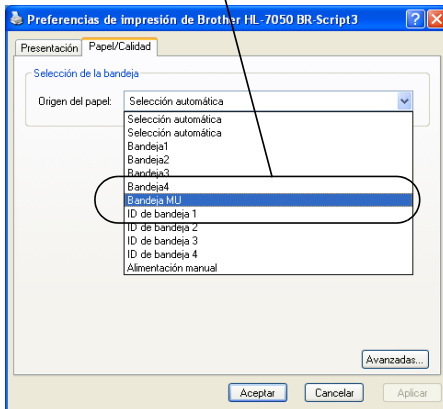 Preferencias de impresión de Brother HL-7050 BR-Script3
Presentación Papel/Calidad
Selección de la bandeja
Origen del papel: Selección automática
Selección automática
Selección automática
Bandeja1
Bandeja2
Bandeja3
Bandeja4
Bandeja MU
ID de bandeja 1
ID de bandeja 2
ID de bandeja 3
ID de bandeja 4
Alimentación manual
Avanzadas...
Aceptar Cancelar Aplicar